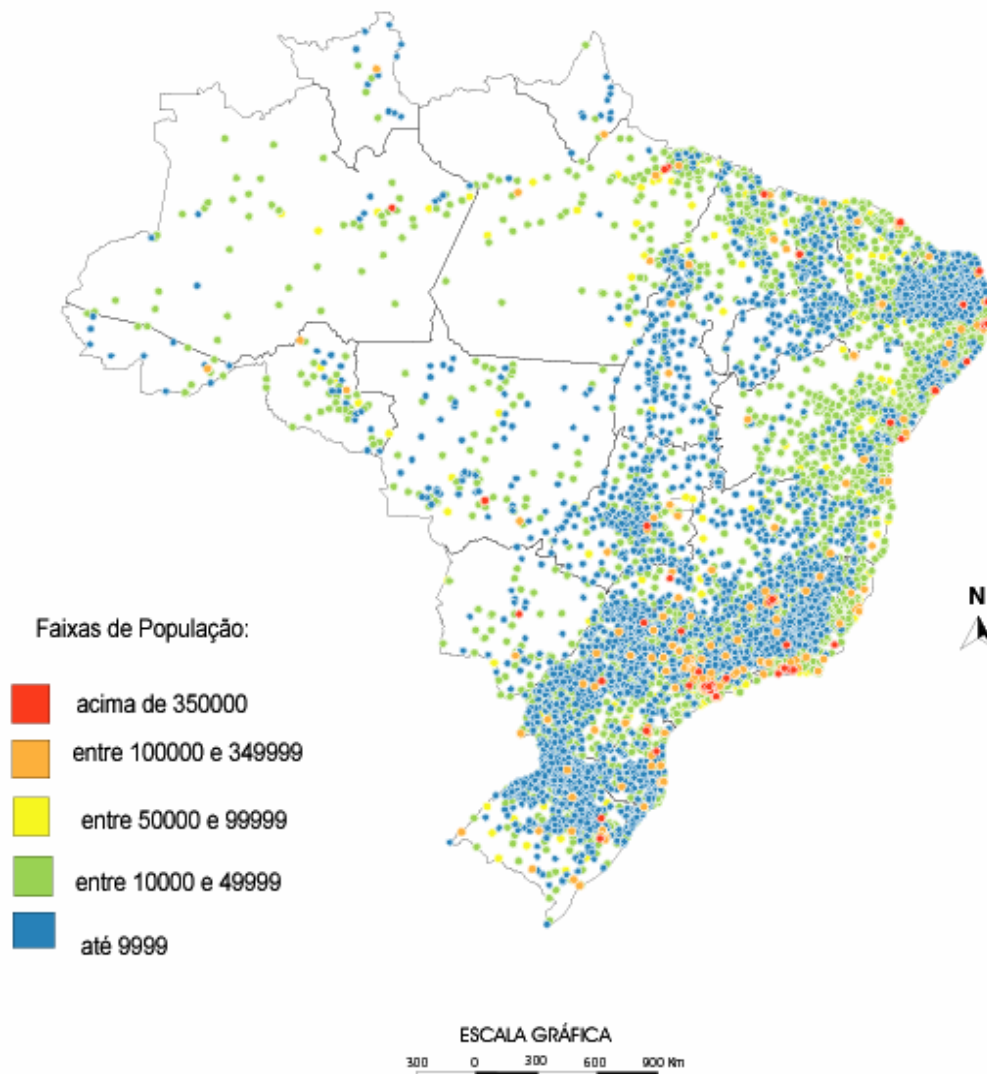 N
Faixas de População:
acima de 350000
entre 100000 e 349999
entre 50000 e 99999
entre 10000 e 49999
até 9999
ESCALA GRÁFICA
300 0 300 600 900 Km